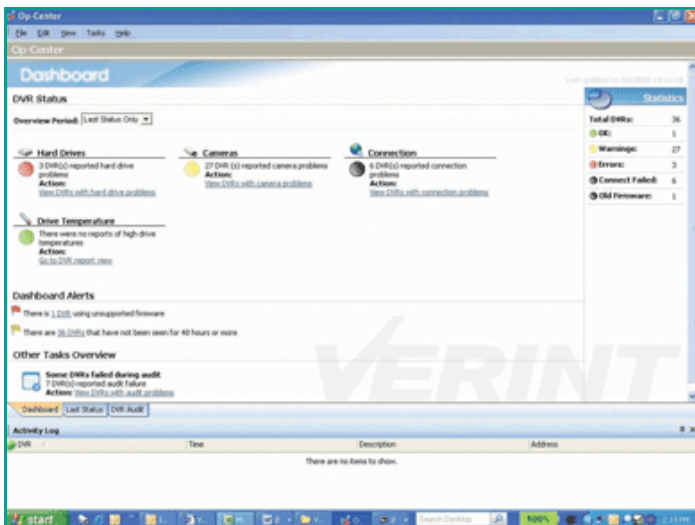 Op-Center
File Edit View Tasks Help
Op-Center
Dashboard
DVR Status
Overview Period: Last Status Only
Hard Drives
3 DVR(s) reported hard drive
problems
Action:
View DVRs with hard drive problems
Cameras
27 DVR (s) reported camera problems
Action:
View DVRs with camera problems
Connection
6 DVR(s) reported connection
problems
Action:
View DVRs with connection problems
Drive Temperature
There were no reports of high drive
temperatures
Action:
Go to DVR report view
Statistics
Total DVRs: 36
OK: 1
Warnings: 27
Errors: 3
Connect Failed: 6
Old Firmware: 1
Dashboard Alerts
There is 1 DVR using unsupported firmware
There are 36 DVRs that have not been seen for 48 hours or more
Other Tasks Overview
Some DVRs failed during audit
7 DVR(s) reported audit failure
Action: View DVRs with audit problems
VERINT
Dashboard Last Status DVR Audit
Activity Log
DVR Time Description Address
There are no items to show.
start Search Desktop 100%